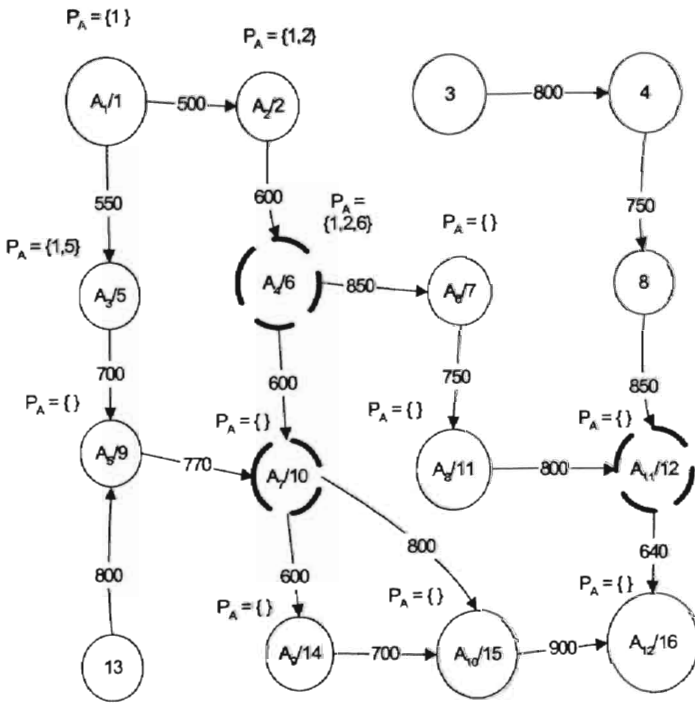 P_A = {1}
P_A = {1,2}
A_1/1
500
A_2/2
3
800
4
550
600
750
P_A =
{1,2,6}
P_A = { }
P_A = {1,5}
A_3/5
A_4/6
850
A_6/7
8
700
600
750
850
P_A = { }
P_A = { }
P_A = { }
P_A = { }
A_5/9
770
A_7/10
A_8/11
800
A_11/12
800
600
800
640
P_A = { }
P_A = { }
P_A = { }
13
A_9/14
700
A_10/15
900
A_12/16